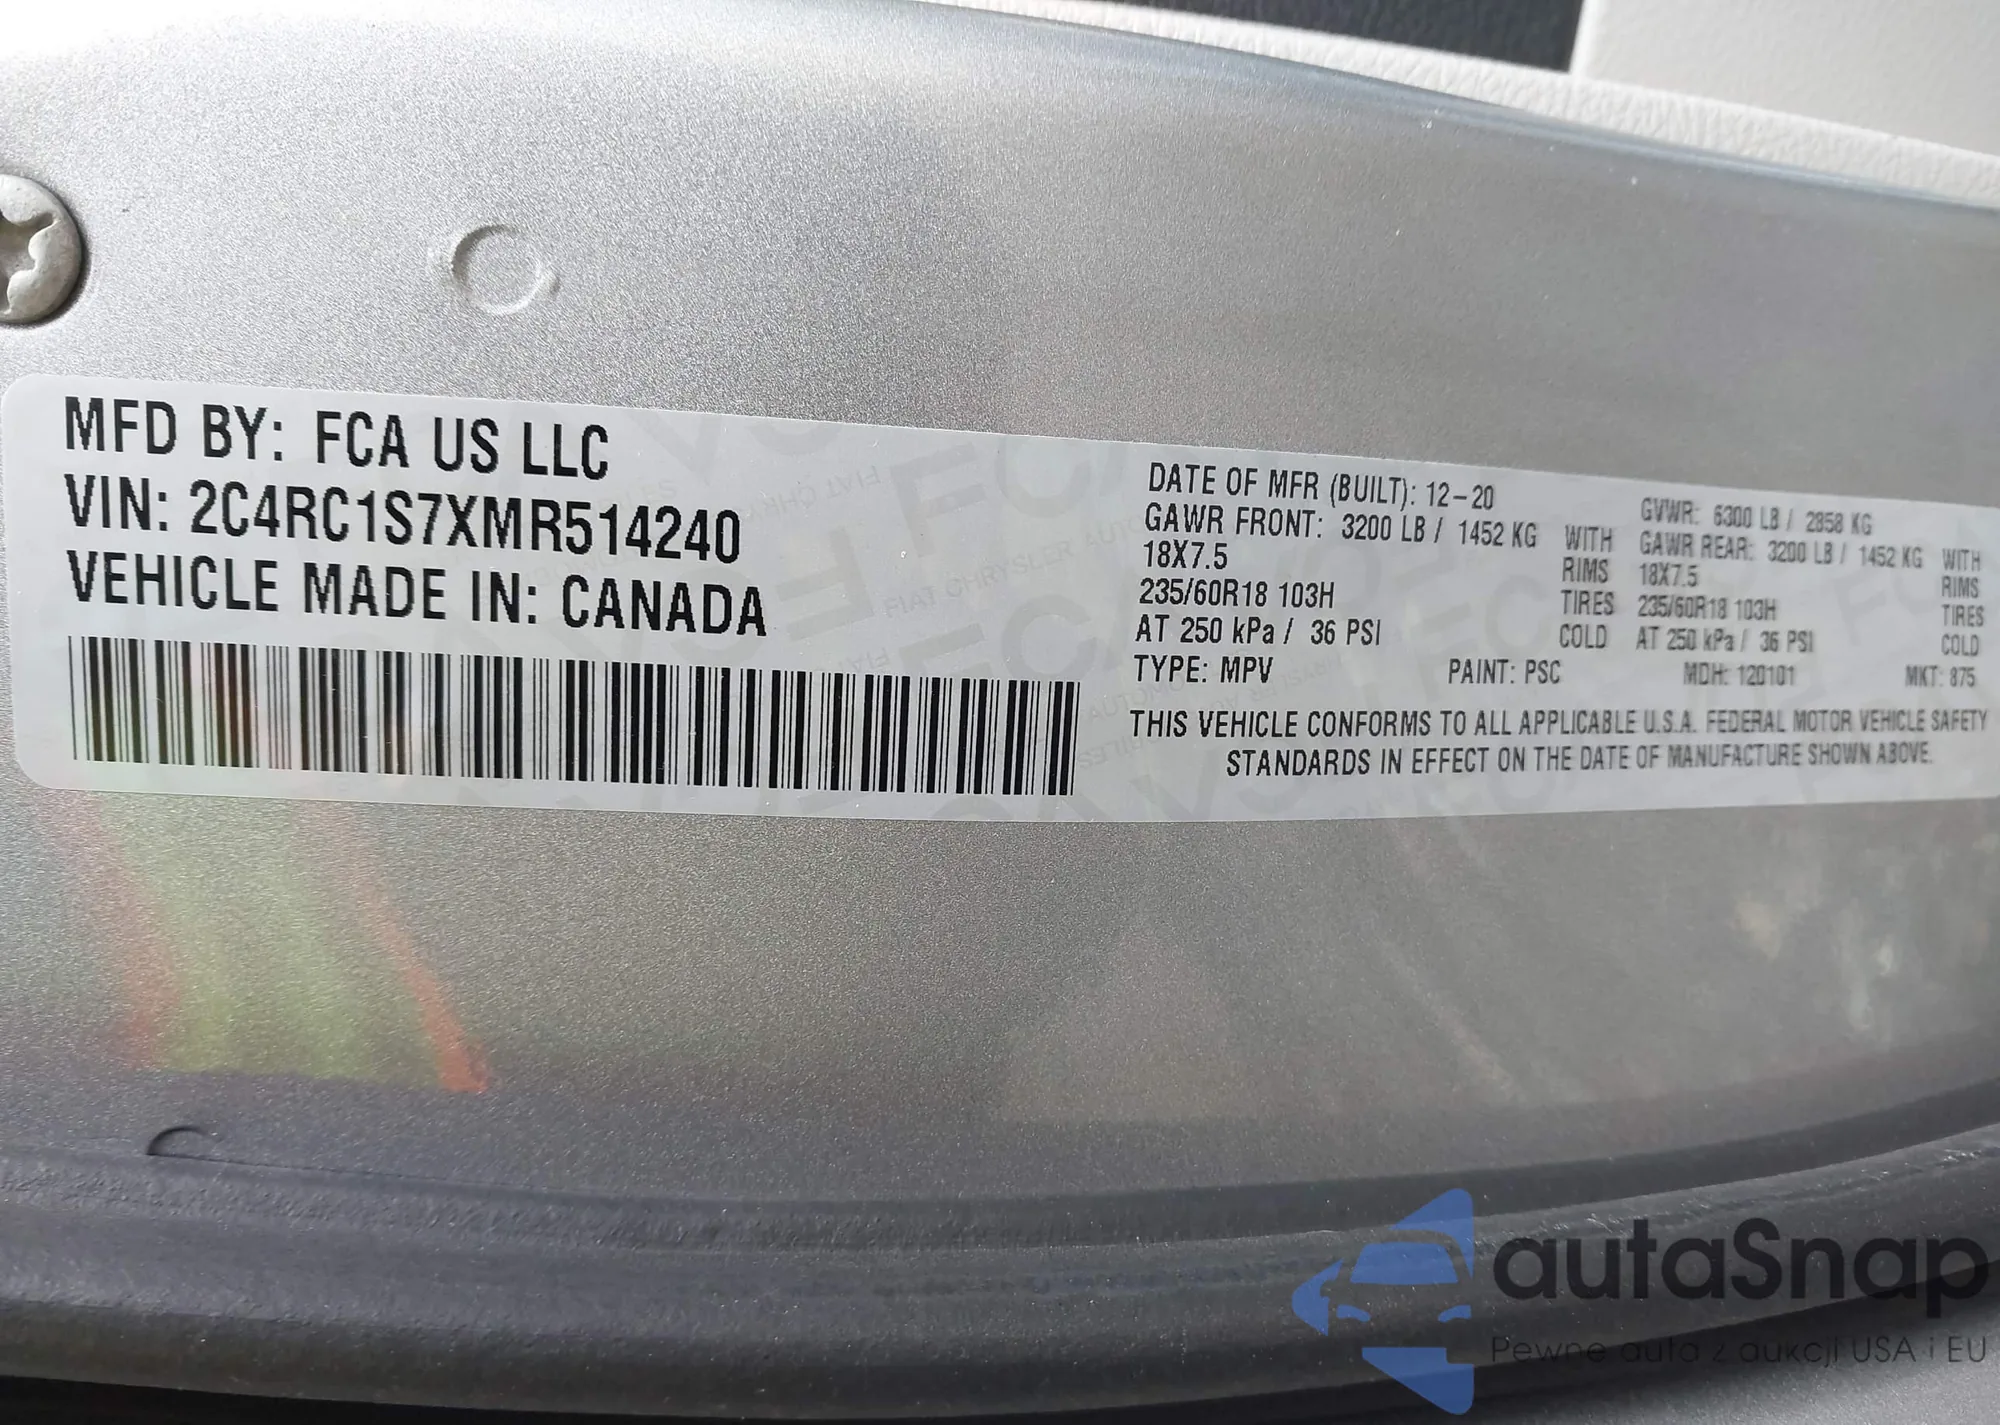 MFD BY: FCA US LLC
VIN: 2C4RC1S7XMR514240
VEHICLE MADE IN: CANADA
DATE OF MFR (BUILT): 12-20 GVWR: 6300 LB / 2858 KG
GAWR FRONT: 3200 LB / 1452 KG WITH GAWR REAR: 3200 LB / 1452 KG WITH
18X7.5 RIMS 18X7.5 RIMS
235/60R18 103H TIRES 235/60R18 103H TIRES
AT 250 kPa / 36 PSI COLD AT 250 kPa / 36 PSI COLD
TYPE: MPV PAINT: PSC MDH: 120101 MKT: 875
THIS VEHICLE CONFORMS TO ALL APPLICABLE U.S.A. FEDERAL MOTOR VEHICLE SAFETY
STANDARDS IN EFFECT ON THE DATE OF MANUFACTURE SHOWN ABOVE.
autaSnap
Pewne auta z aukcji USA i EU